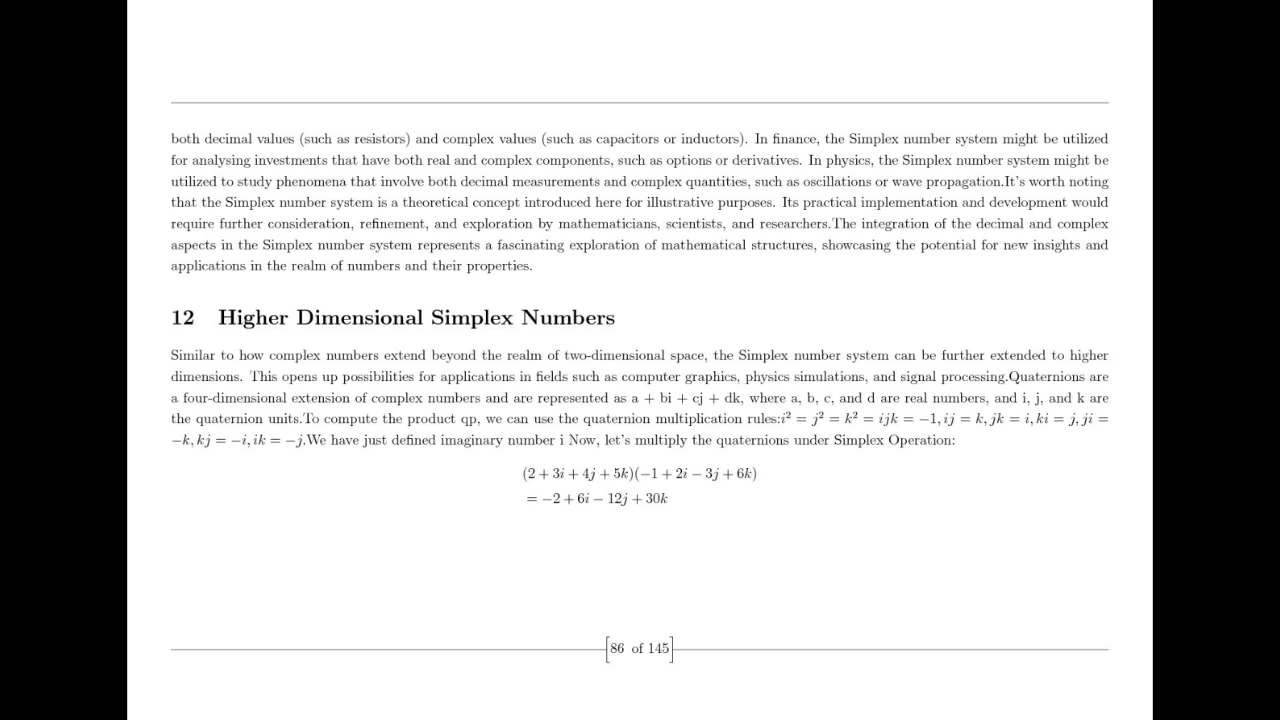 both decimal values (such as resistors) and complex values (such as capacitors or inductors). In finance, the Simplex number system might be utilized
for analysing investments that have both real and complex components, such as options or derivatives. In physics, the Simplex number system might be
utilized to study phenomena that involve both decimal measurements and complex quantities, such as oscillations or wave propagation.It's worth noting
that the Simplex number system is a theoretical concept introduced here for illustrative purposes. Its practical implementation and development would
require further consideration, refinement, and exploration by mathematicians, scientists, and researchers.The integration of the decimal and complex
aspects in the Simplex number system represents a fascinating exploration of mathematical structures, showcasing the potential for new insights and
applications in the realm of numbers and their properties.
12 Higher Dimensional Simplex Numbers
Similar to how complex numbers extend beyond the realm of two-dimensional space, the Simplex number system can be further extended to higher
dimensions. This opens up possibilities for applications in fields such as computer graphics, physics simulations, and signal processing.Quaternions are
a four-dimensional extension of complex numbers and are represented as a + bi + cj + dk, where a, b, c, and d are real numbers, and i, j, and k are
the quaternion units.To compute the product qp, we can use the quaternion multiplication rules:i² = j² = k² = ijk = −1, ij = k, jk = i, ki = j, ji =
−k, kj = −i, ik = −j.We have just defined imaginary number i Now, let's multiply the quaternions under Simplex Operation:
(2 + 3i + 4j + 5k)(−1 + 2i − 3j + 6k)
= −2 + 6i − 12j + 30k
[86 of 145]